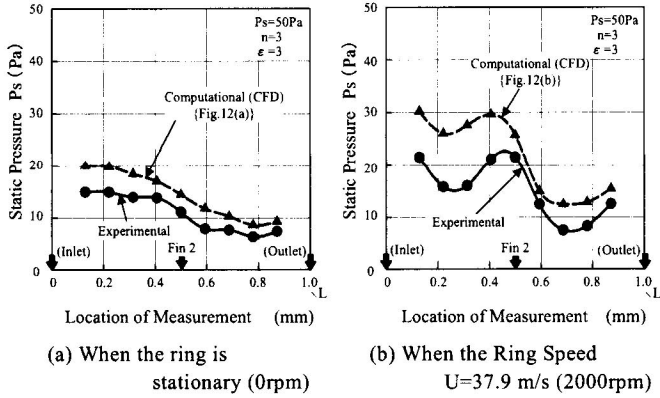 Ps=50Pa
n=3
ε=3
Static Pressure Ps (Pa)
50
40
30
20
10
0
Computational (CFD)
{Fig.12(a)}
Experimental
(Inlet)
Fin 2
(Outlet)
0
0.2
0.4
0.6
0.8
1.0
L
Location of Measurement (mm)
(a) When the ring is
stationary (0rpm)
Ps=50Pa
n=3
ε=3
Static Pressure Ps (Pa)
50
40
30
20
10
0
Computational (CFD)
{Fig.12(b)}
Experimental
(Inlet)
Fin 2
(Outlet)
0
0.2
0.4
0.6
0.8
1.0
L
Location of Measurement (mm)
(b) When the Ring Speed
U=37.9 m/s (2000rpm)